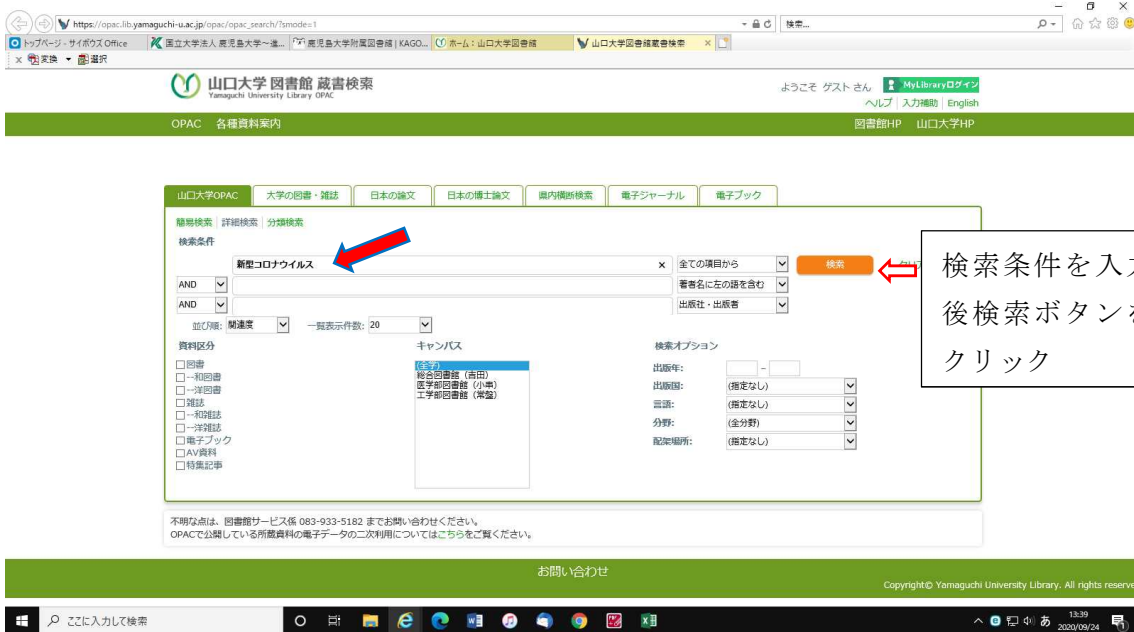 https://opac.lib.yamaguchi-u.ac.jp/opac/opac_search/?smode=1
検索...
トップページ - サイボウズ Office
国立大学法人 鹿児島大学～進...
鹿児島大学附属図書館 | KAGO...
ホーム : 山口大学図書館
山口大学図書館蔵書検索 ×
x 変換 ▼ 選択
山口大学 図書館 蔵書検索
Yamaguchi University Library OPAC
ようこそ ゲスト さん
MyLibraryログイン
ヘルプ | 入力補助 | English
OPAC 各種資料案内
図書館HP 山口大学HP
山口大学OPAC
大学の図書・雑誌
日本の論文
日本の博士論文
県内横断検索
電子ジャーナル
電子ブック
簡易検索 | 詳細検索 | 分類検索
検索条件
新型コロナウイルス × 全ての項目から 検索
AND 著者名に左の語を含む
AND 出版社・出版者
並び順: 関連度 一覧表示件数: 20
検索条件を入
後検索ボタン
クリック
資料区分
□図書
□--和図書
□--洋図書
□雑誌
□--和雑誌
□--洋雑誌
□電子ブック
□AV資料
□特集記事
キャンパス
(全学)
総合図書館（吉田）
医学部図書館（小串）
工学部図書館（常盤）
検索オプション
出版年: -
出版国: (指定なし)
言語: (指定なし)
分野: (全分野)
配架場所: (指定なし)
不明な点は、図書館サービス係 083-933-5182 までお問い合わせください。
OPACで公開している所蔵資料の電子データの二次利用についてはこちらをご覧ください。
お問い合わせ
Copyright© Yamaguchi University Library. All rights reserve
ここに入力して検索
あ
13:39
2020/09/24